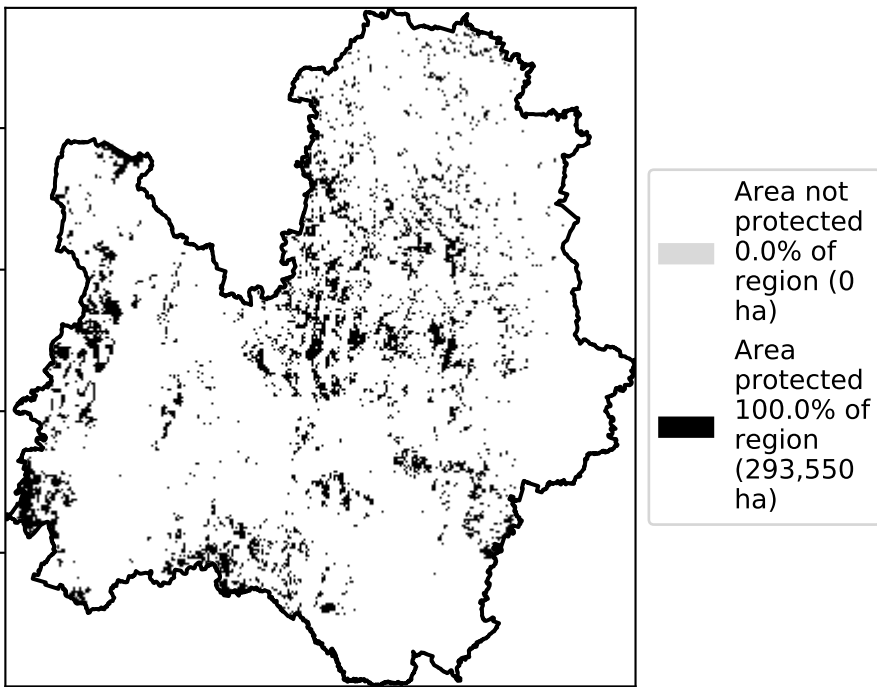 Area not
protected
0.0% of
region (0
ha)
Area
protected
100.0% of
region
(293,550
ha)